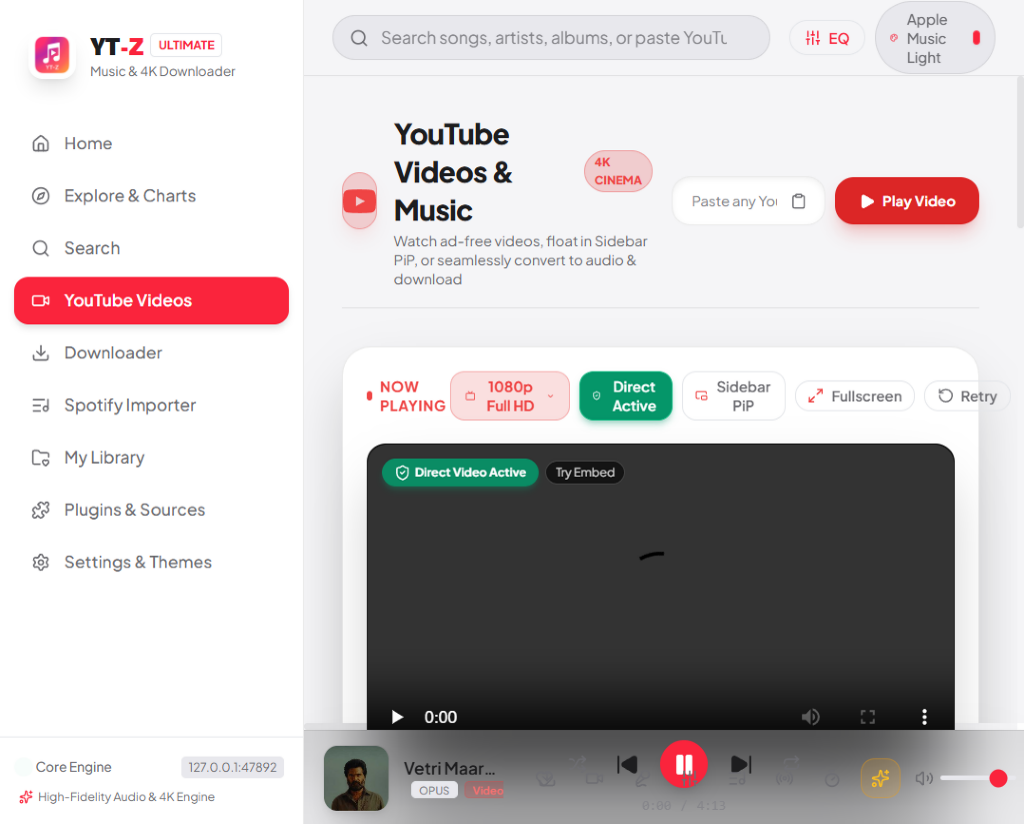 YT-Z ULTIMATE
Music & 4K Downloader
Home
Explore & Charts
Search
YouTube Videos
Downloader
Spotify Importer
My Library
Plugins & Sources
Settings & Themes
Core Engine 127.0.0.1:47892
High-Fidelity Audio & 4K Engine
Search songs, artists, albums, or paste YouTu
EQ
Apple
Music
Light
YouTube
Videos &
Music
4K
CINEMA
Watch ad-free videos, float in Sidebar
PiP, or seamlessly convert to audio &
download
Paste any You
Play Video
NOW
PLAYING
1080p
Full HD
Direct
Active
Sidebar
PiP
Fullscreen
Retry
Direct Video Active
Try Embed
0:00
Vetri Maar...
OPUS
Video
0:00 / 4:13